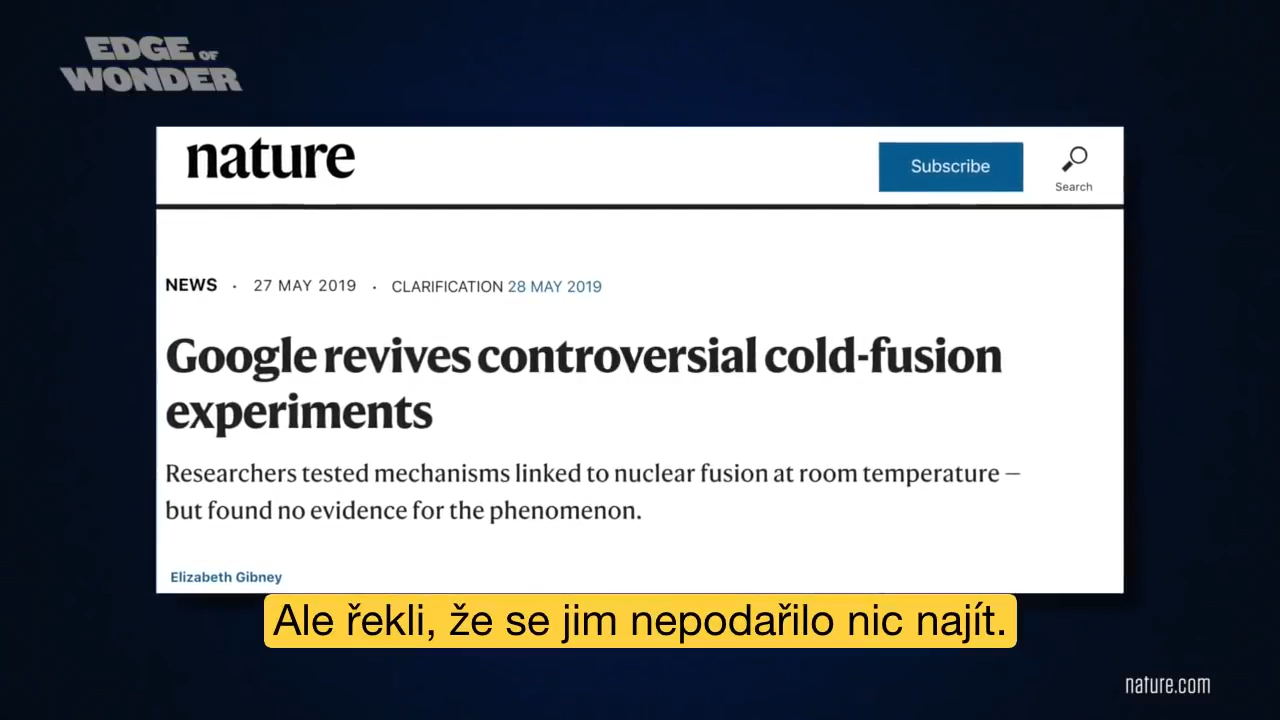 EDGE OF
WONDER
nature
Subscribe
Search
NEWS · 27 MAY 2019 · CLARIFICATION 28 MAY 2019
Google revives controversial cold-fusion
experiments
Researchers tested mechanisms linked to nuclear fusion at room temperature —
but found no evidence for the phenomenon.
Elizabeth Gibney
Ale řekli, že se jim nepodařilo nic najít.
nature.com